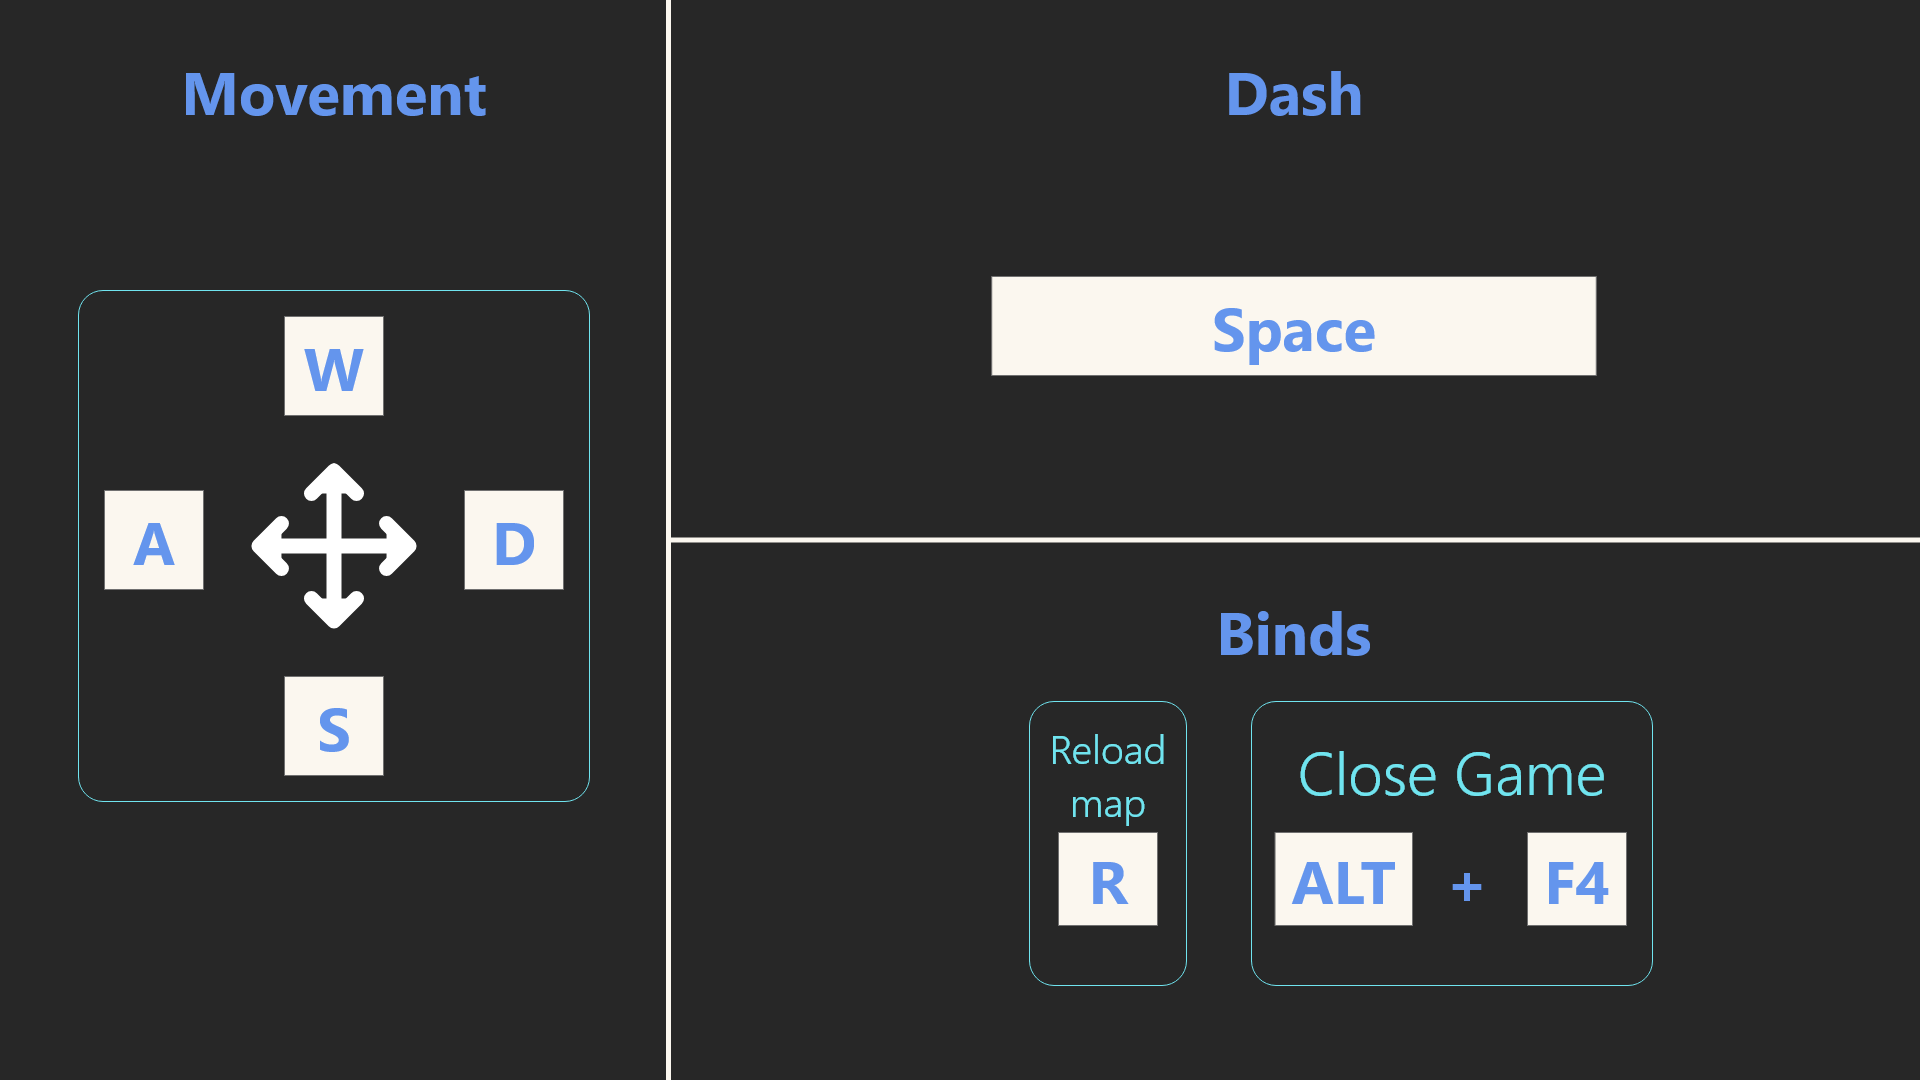 Movement
W
A
D
S
Dash
Space
Binds
Reload
map
R
Close Game
ALT + F4